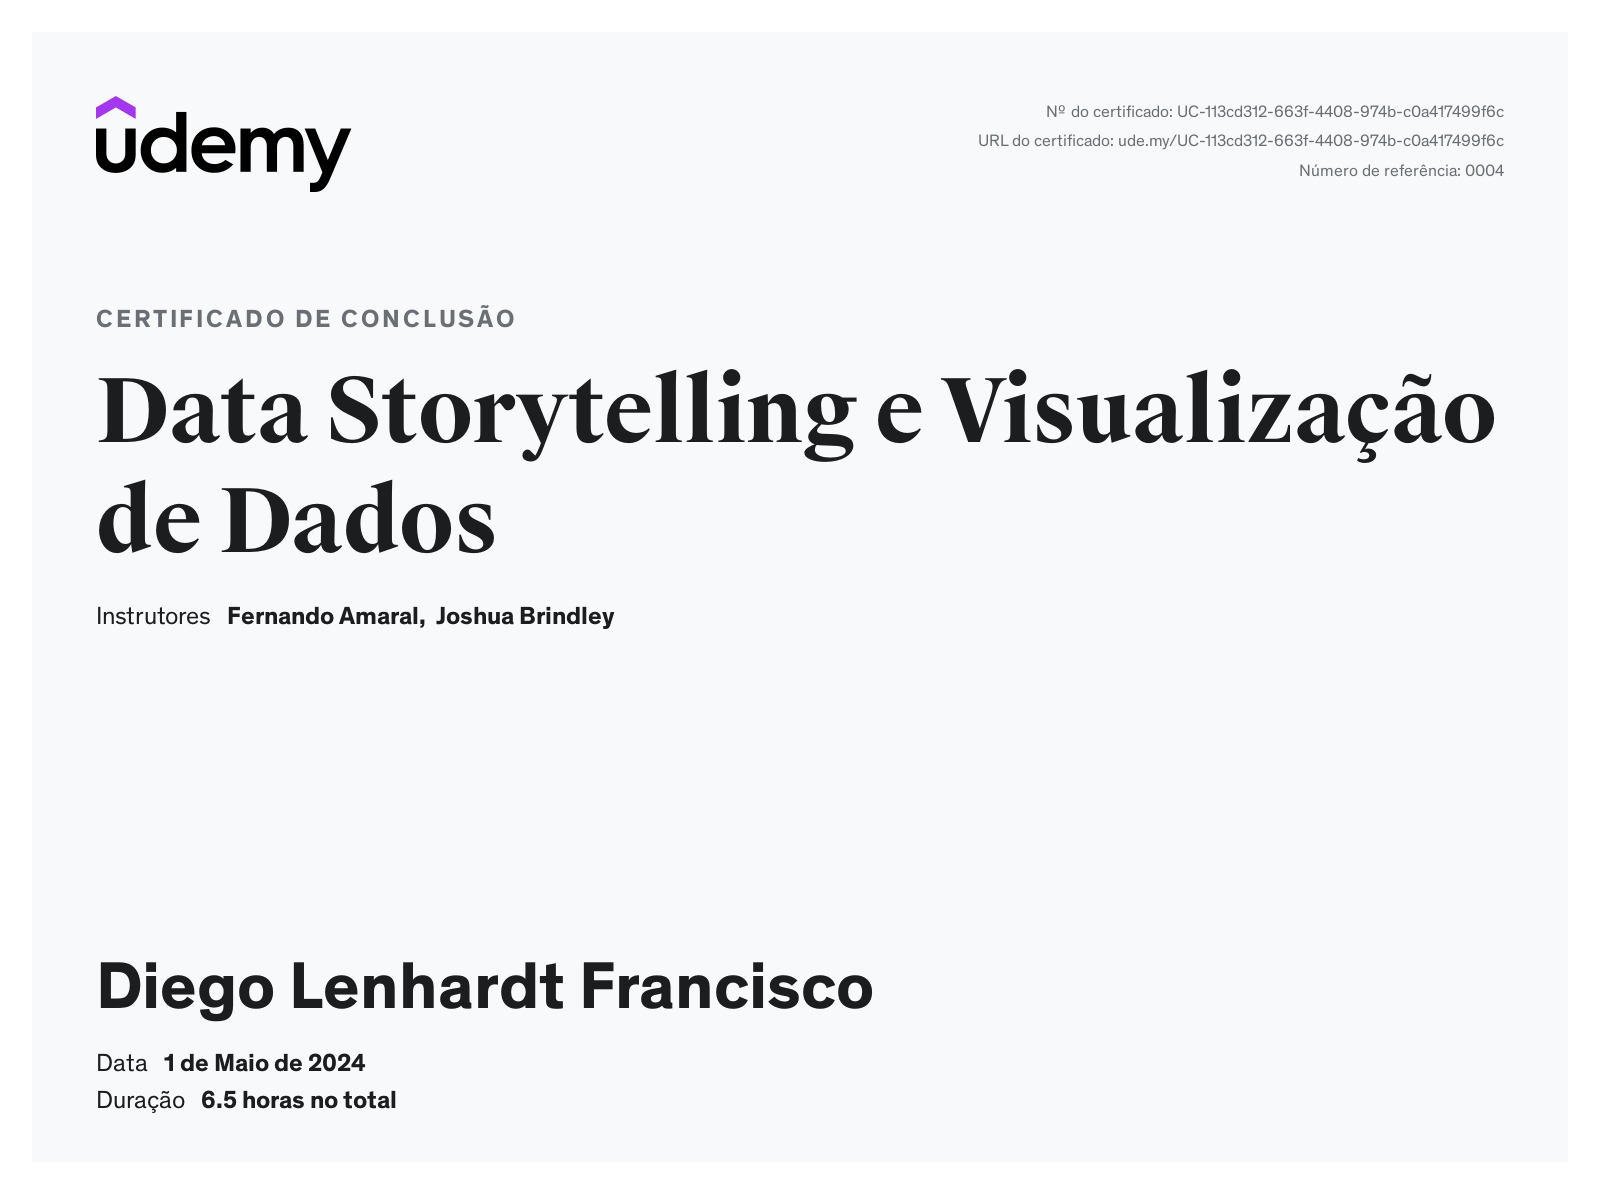 udemy
Nº do certificado: UC-113cd312-663f-4408-974b-c0a417499f6c
URL do certificado: ude.my/UC-113cd312-663f-4408-974b-c0a417499f6c
Número de referência: 0004
CERTIFICADO DE CONCLUSÃO
Data Storytelling e Visualização
de Dados
Instrutores Fernando Amaral, Joshua Brindley
Diego Lenhardt Francisco
Data 1 de Maio de 2024
Duração 6.5 horas no total